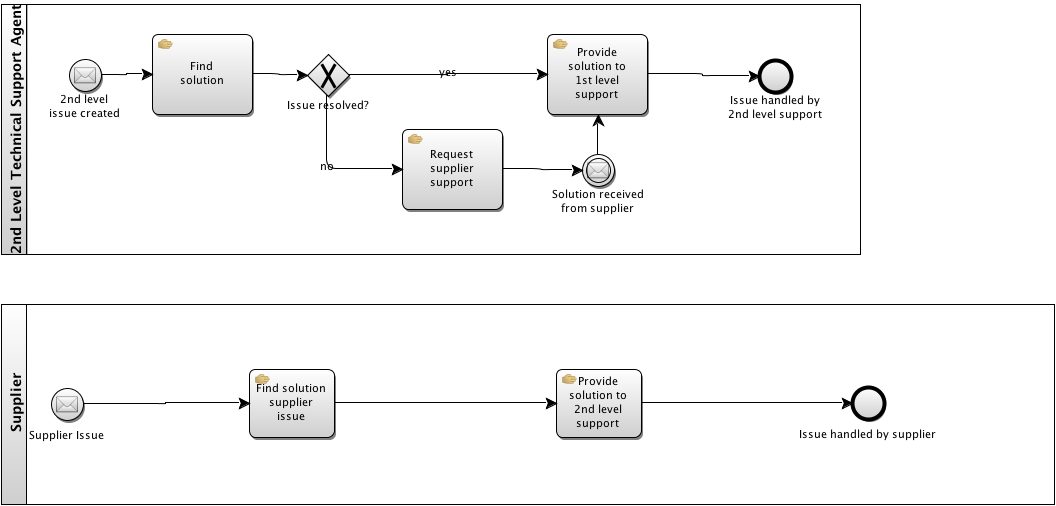 2nd Level Technical Support Agent
2nd level
issue created
Find
solution
Issue resolved?
yes
no
Request
supplier
support
Provide
solution to
1st level
support
Solution received
from supplier
Issue handled by
2nd level support
Supplier
Supplier Issue
Find solution
supplier
issue
Provide
solution to
2nd level
support
Issue handled by supplier